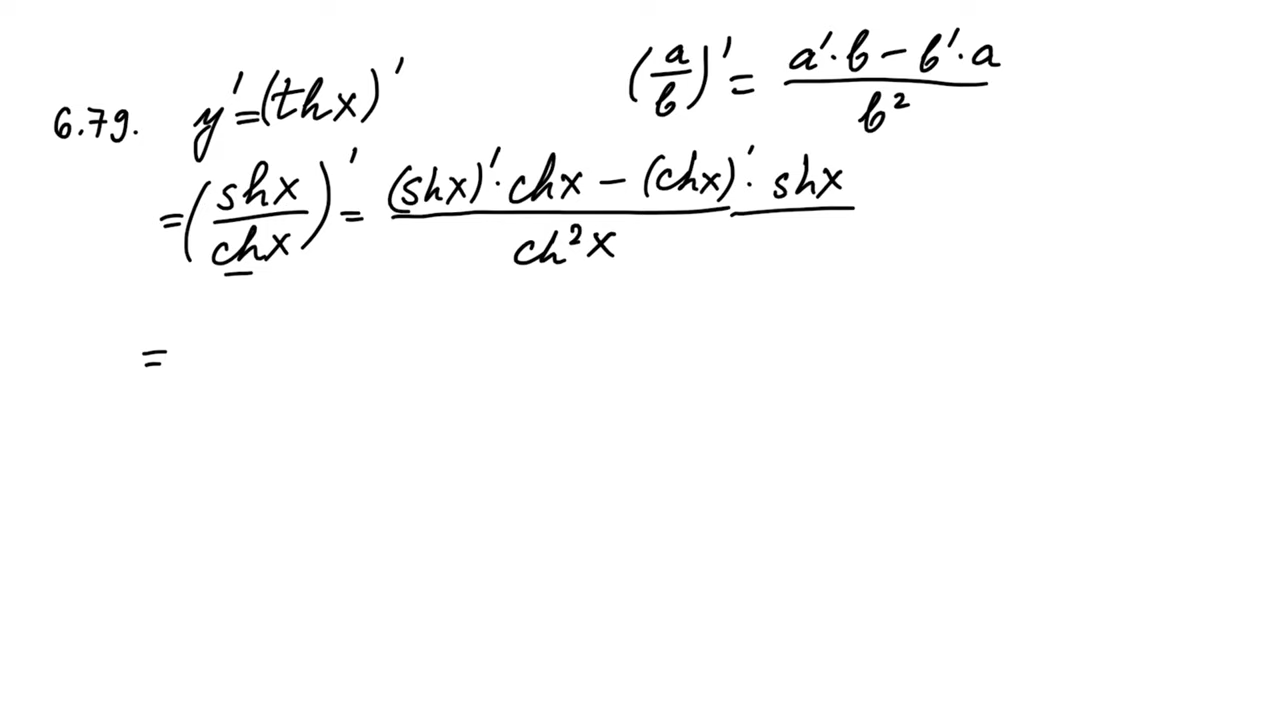 6.79. y'=(thx)' (a/b)' = (a'·b − b'·a)/b²
=(shx/chx)' = ((shx)'·chx − (chx)'·shx)/ch²x
=